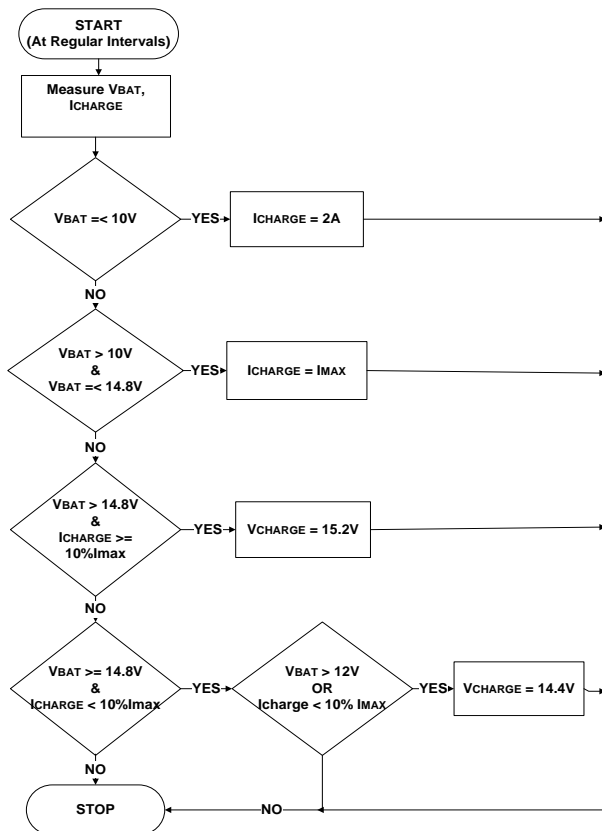 START
(At Regular Intervals)
Measure VBAT,
ICHARGE
VBAT =< 10V
YES
ICHARGE = 2A
NO
VBAT > 10V
&
VBAT =< 14.8V
YES
ICHARGE = IMAX
NO
VBAT > 14.8V
&
ICHARGE >=
10%Imax
YES
VCHARGE = 15.2V
NO
VBAT >= 14.8V
&
ICHARGE < 10%Imax
YES
VBAT > 12V
OR
Icharge < 10% IMAX
YES
VCHARGE = 14.4V
NO
STOP
NO